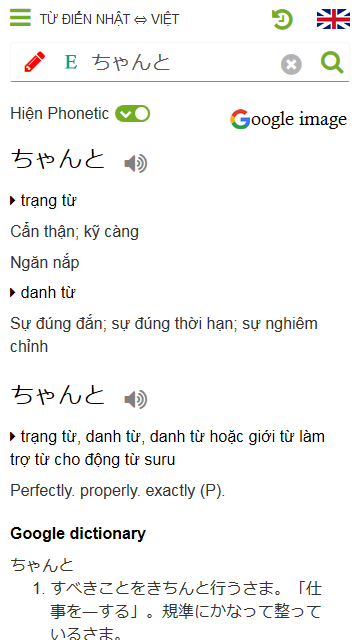 TỪ ĐIỂN NHẬT ⇔ VIỆT
E ちゃんと
Hiện Phonetic
Google image
ちゃんと
trạng từ
Cẩn thận; kỹ càng
Ngăn nắp
danh từ
Sự đúng đắn; sự đúng thời hạn; sự nghiêm
chỉnh
ちゃんと
trạng từ, danh từ, danh từ hoặc giới từ làm
trợ từ cho động từ suru
Perfectly. properly. exactly (P).
Google dictionary
ちゃんと
1. すべきことをきちんと行うさま。「仕
事を―する」。規準にかなって整って
いるさま。